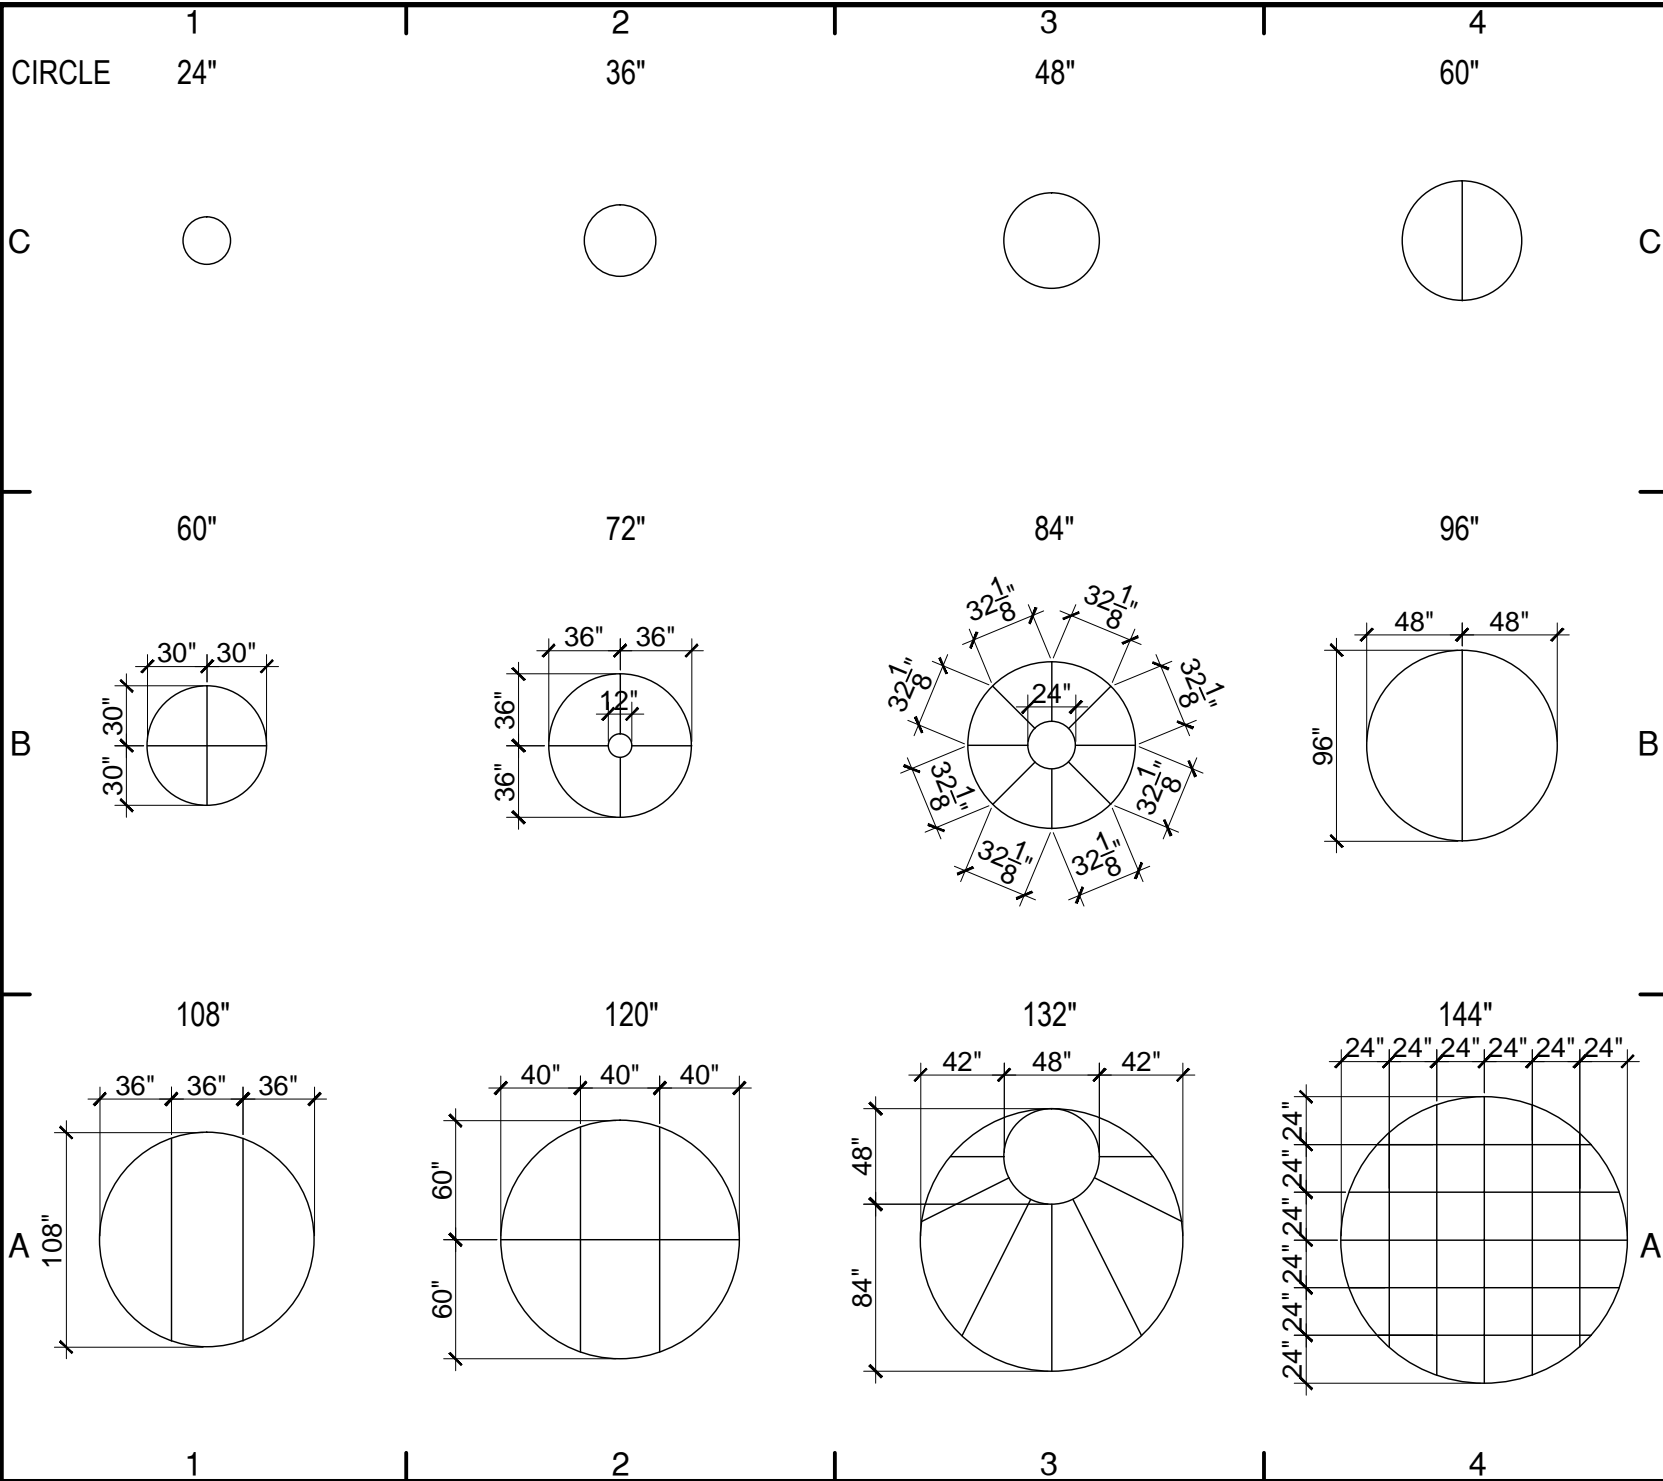 1 2 3 4
CIRCLE 24" 36" 48" 60"
C C
60" 72" 84" 96"
30" 30"
30"
30"
36" 36"
12"
36"
36"
32 1/8" 32 1/8"
32 1/8" 32 1/8"
24"
32 1/8" 32 1/8"
32 1/8" 32 1/8"
48" 48"
96"
B B
108" 120" 132" 144"
36" 36" 36"
108"
40" 40" 40"
60"
60"
42" 48" 42"
48"
84"
24" 24" 24" 24" 24" 24"
24"
24"
24"
24"
24"
24"
A A
1 2 3 4